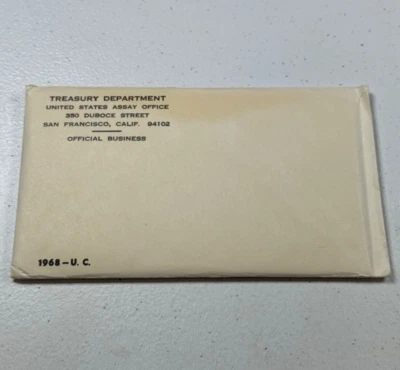 TREASURY DEPARTMENT
UNITED STATES ASSAY OFFICE
350 DUBOCE STREET
SAN FRANCISCO, CALIF. 94102
OFFICIAL BUSINESS
1968 – U. C.